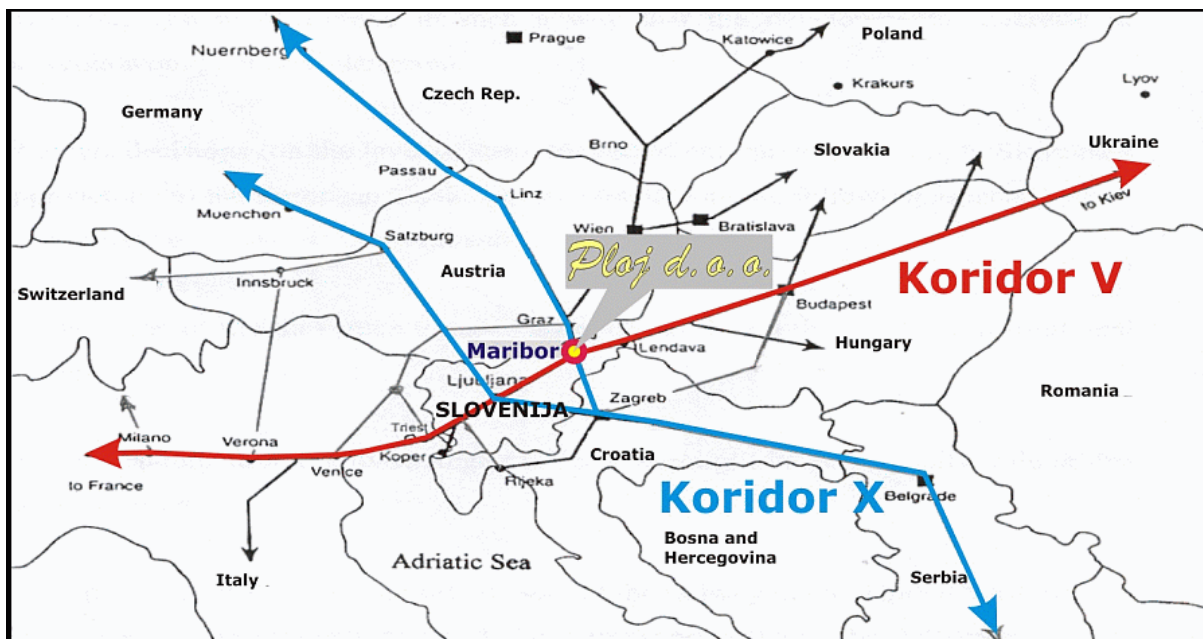 Prague
Katowice
Poland
Nuernberg
Krakurs
Lyov
Czech Rep.
Germany
Brno
Slovakia
Ukraine
Passau
Linz
to Kiev
Muenchen
Wien
Bratislava
Salzburg
Ploj d.o.o.
Austria
Koridor V
Innsbruck
Switzerland
Budapest
Graz
Maribor
Lendava
Hungary
Ljubljana
Romania
SLOVENIJA
Zagreb
Milano
Verona
Triest
Venice
Koper
Croatia
to France
Rijeka
Koridor X
Belgrade
Bosna and
Hercegovina
Adriatic Sea
Italy
Serbia